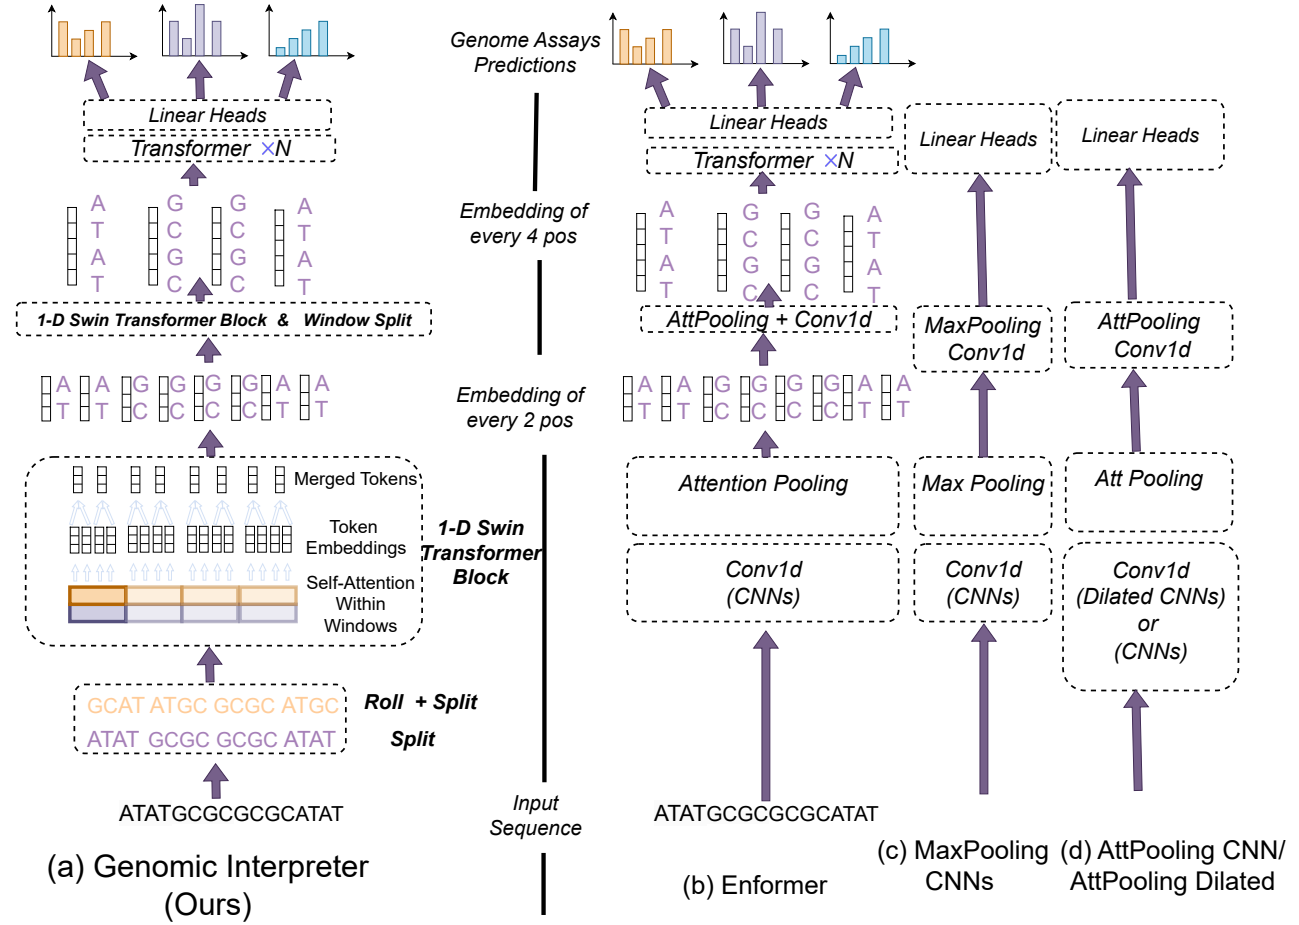 Genome Assays
Predictions
Linear Heads
Transformer ×N
A
T
A
T
G
C
G
C
G
C
G
C
A
T
A
T
Embedding of
every 4 pos
1-D Swin Transformer Block & Window Split
A
T
A
T
G
C
G
C
G
C
G
C
A
T
A
T
Embedding of
every 2 pos
Merged Tokens
Token
Embeddings
Self-Attention
Within
Windows
1-D Swin
Transformer
Block
GCAT ATGC GCGC ATGC
Roll + Split
ATAT GCGC GCGC ATAT
Split
ATATGCGCGCGCATAT
Input
Sequence
(a) Genomic Interpreter
(Ours)
Linear Heads
Transformer ×N
A
T
A
T
G
C
G
C
G
C
G
C
A
T
A
T
AttPooling + Conv1d
A
T
A
T
G
C
G
C
G
C
G
C
A
T
A
T
Attention Pooling
Conv1d
(CNNs)
ATATGCGCGCGCATAT
(b) Enformer
Linear Heads
MaxPooling
Conv1d
Max Pooling
Conv1d
(CNNs)
(c) MaxPooling
CNNs
Linear Heads
AttPooling
Conv1d
Att Pooling
Conv1d
(Dilated CNNs)
or
(CNNs)
(d) AttPooling CNN/
AttPooling Dilated